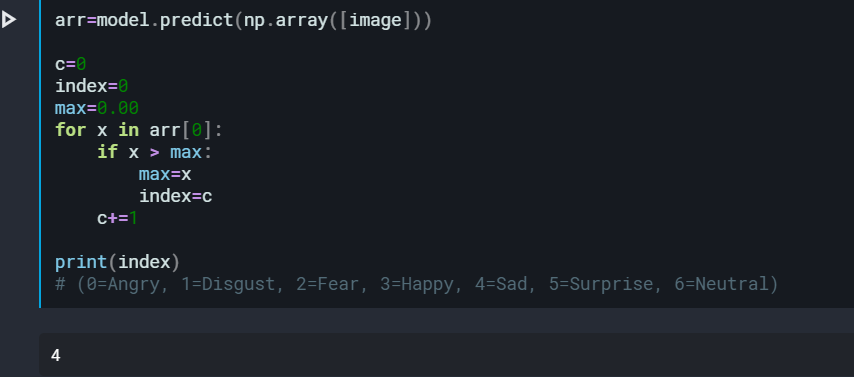 arr=model.predict(np.array([image]))
c=0
index=0
max=0.00
for x in arr[0]:
    if x > max:
        max=x
        index=c
    c+=1
print(index)
# (0=Angry, 1=Disgust, 2=Fear, 3=Happy, 4=Sad, 5=Surprise, 6=Neutral)
4